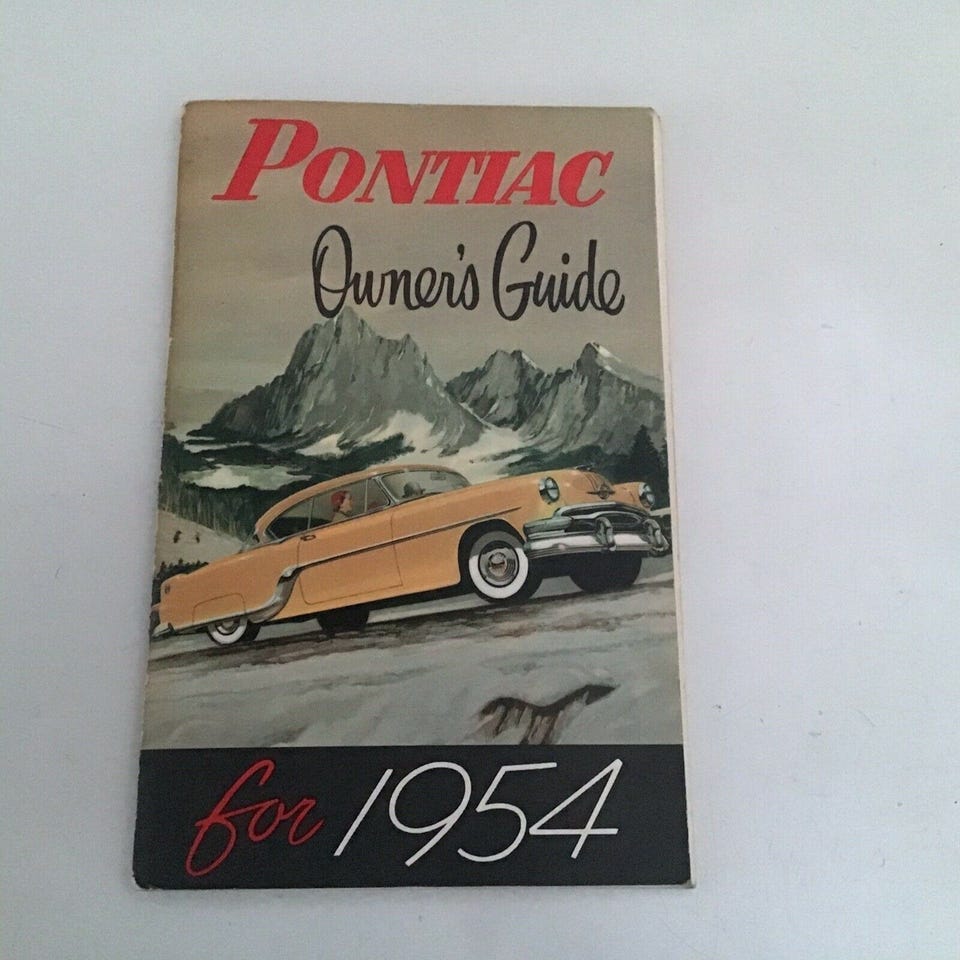 PONTIAC
Owner's Guide
for 1954